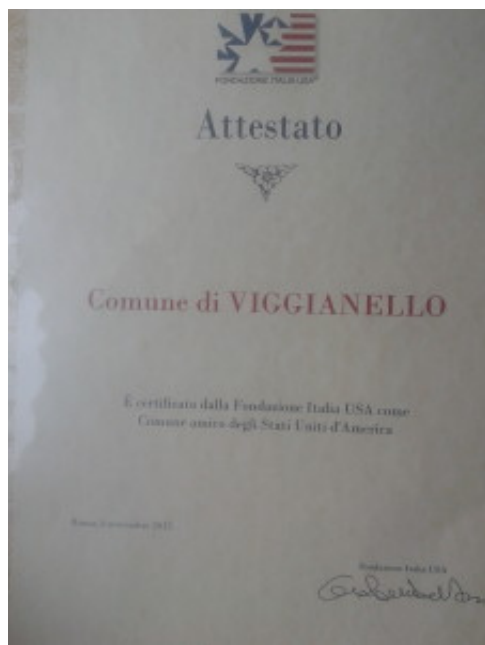 FONDAZIONE ITALIA USA
Attestato
Comune di VIGGIANELLO
È certificato dalla Fondazione Italia USA come
Comune amico degli Stati Uniti d'America
Roma,
Fondazione Italia USA